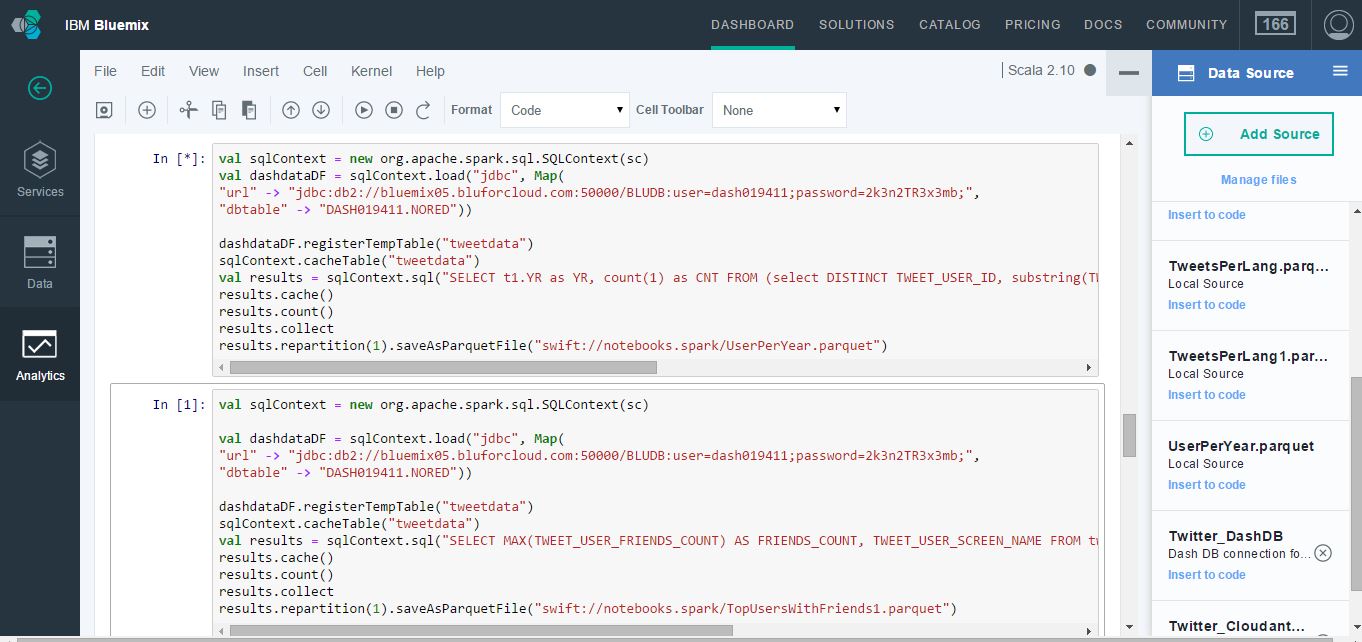 IBM Bluemix
DASHBOARD SOLUTIONS CATALOG PRICING DOCS COMMUNITY 166
Services
Data
Analytics
File Edit View Insert Cell Kernel Help
Scala 2.10
Format Code Cell Toolbar None
In [*]:
val sqlContext = new org.apache.spark.sql.SQLContext(sc)
val dashdataDF = sqlContext.load("jdbc", Map(
"url" -> "jdbc:db2://bluemix05.bluforcloud.com:50000/BLUDB:user=dash019411;password=2k3n2TR3x3mb;",
"dbtable" -> "DASH019411.NORED"))
dashdataDF.registerTempTable("tweetdata")
sqlContext.cacheTable("tweetdata")
val results = sqlContext.sql("SELECT t1.YR as YR, count(1) as CNT FROM (select DISTINCT TWEET_USER_ID, substring(TW
results.cache()
results.count()
results.collect
results.repartition(1).saveAsParquetFile("swift://notebooks.spark/UserPerYear.parquet")
In [1]:
val sqlContext = new org.apache.spark.sql.SQLContext(sc)
val dashdataDF = sqlContext.load("jdbc", Map(
"url" -> "jdbc:db2://bluemix05.bluforcloud.com:50000/BLUDB:user=dash019411;password=2k3n2TR3x3mb;",
"dbtable" -> "DASH019411.NORED"))
dashdataDF.registerTempTable("tweetdata")
sqlContext.cacheTable("tweetdata")
val results = sqlContext.sql("SELECT MAX(TWEET_USER_FRIENDS_COUNT) AS FRIENDS_COUNT, TWEET_USER_SCREEN_NAME FROM tw
results.cache()
results.count()
results.collect
results.repartition(1).saveAsParquetFile("swift://notebooks.spark/TopUsersWithFriends1.parquet")
Data Source
Add Source
Manage files
Insert to code
TweetsPerLang.parq...
Local Source
Insert to code
TweetsPerLang1.par...
Local Source
Insert to code
UserPerYear.parquet
Local Source
Insert to code
Twitter_DashDB
Dash DB connection fo...
Insert to code
Twitter_Cloudant...